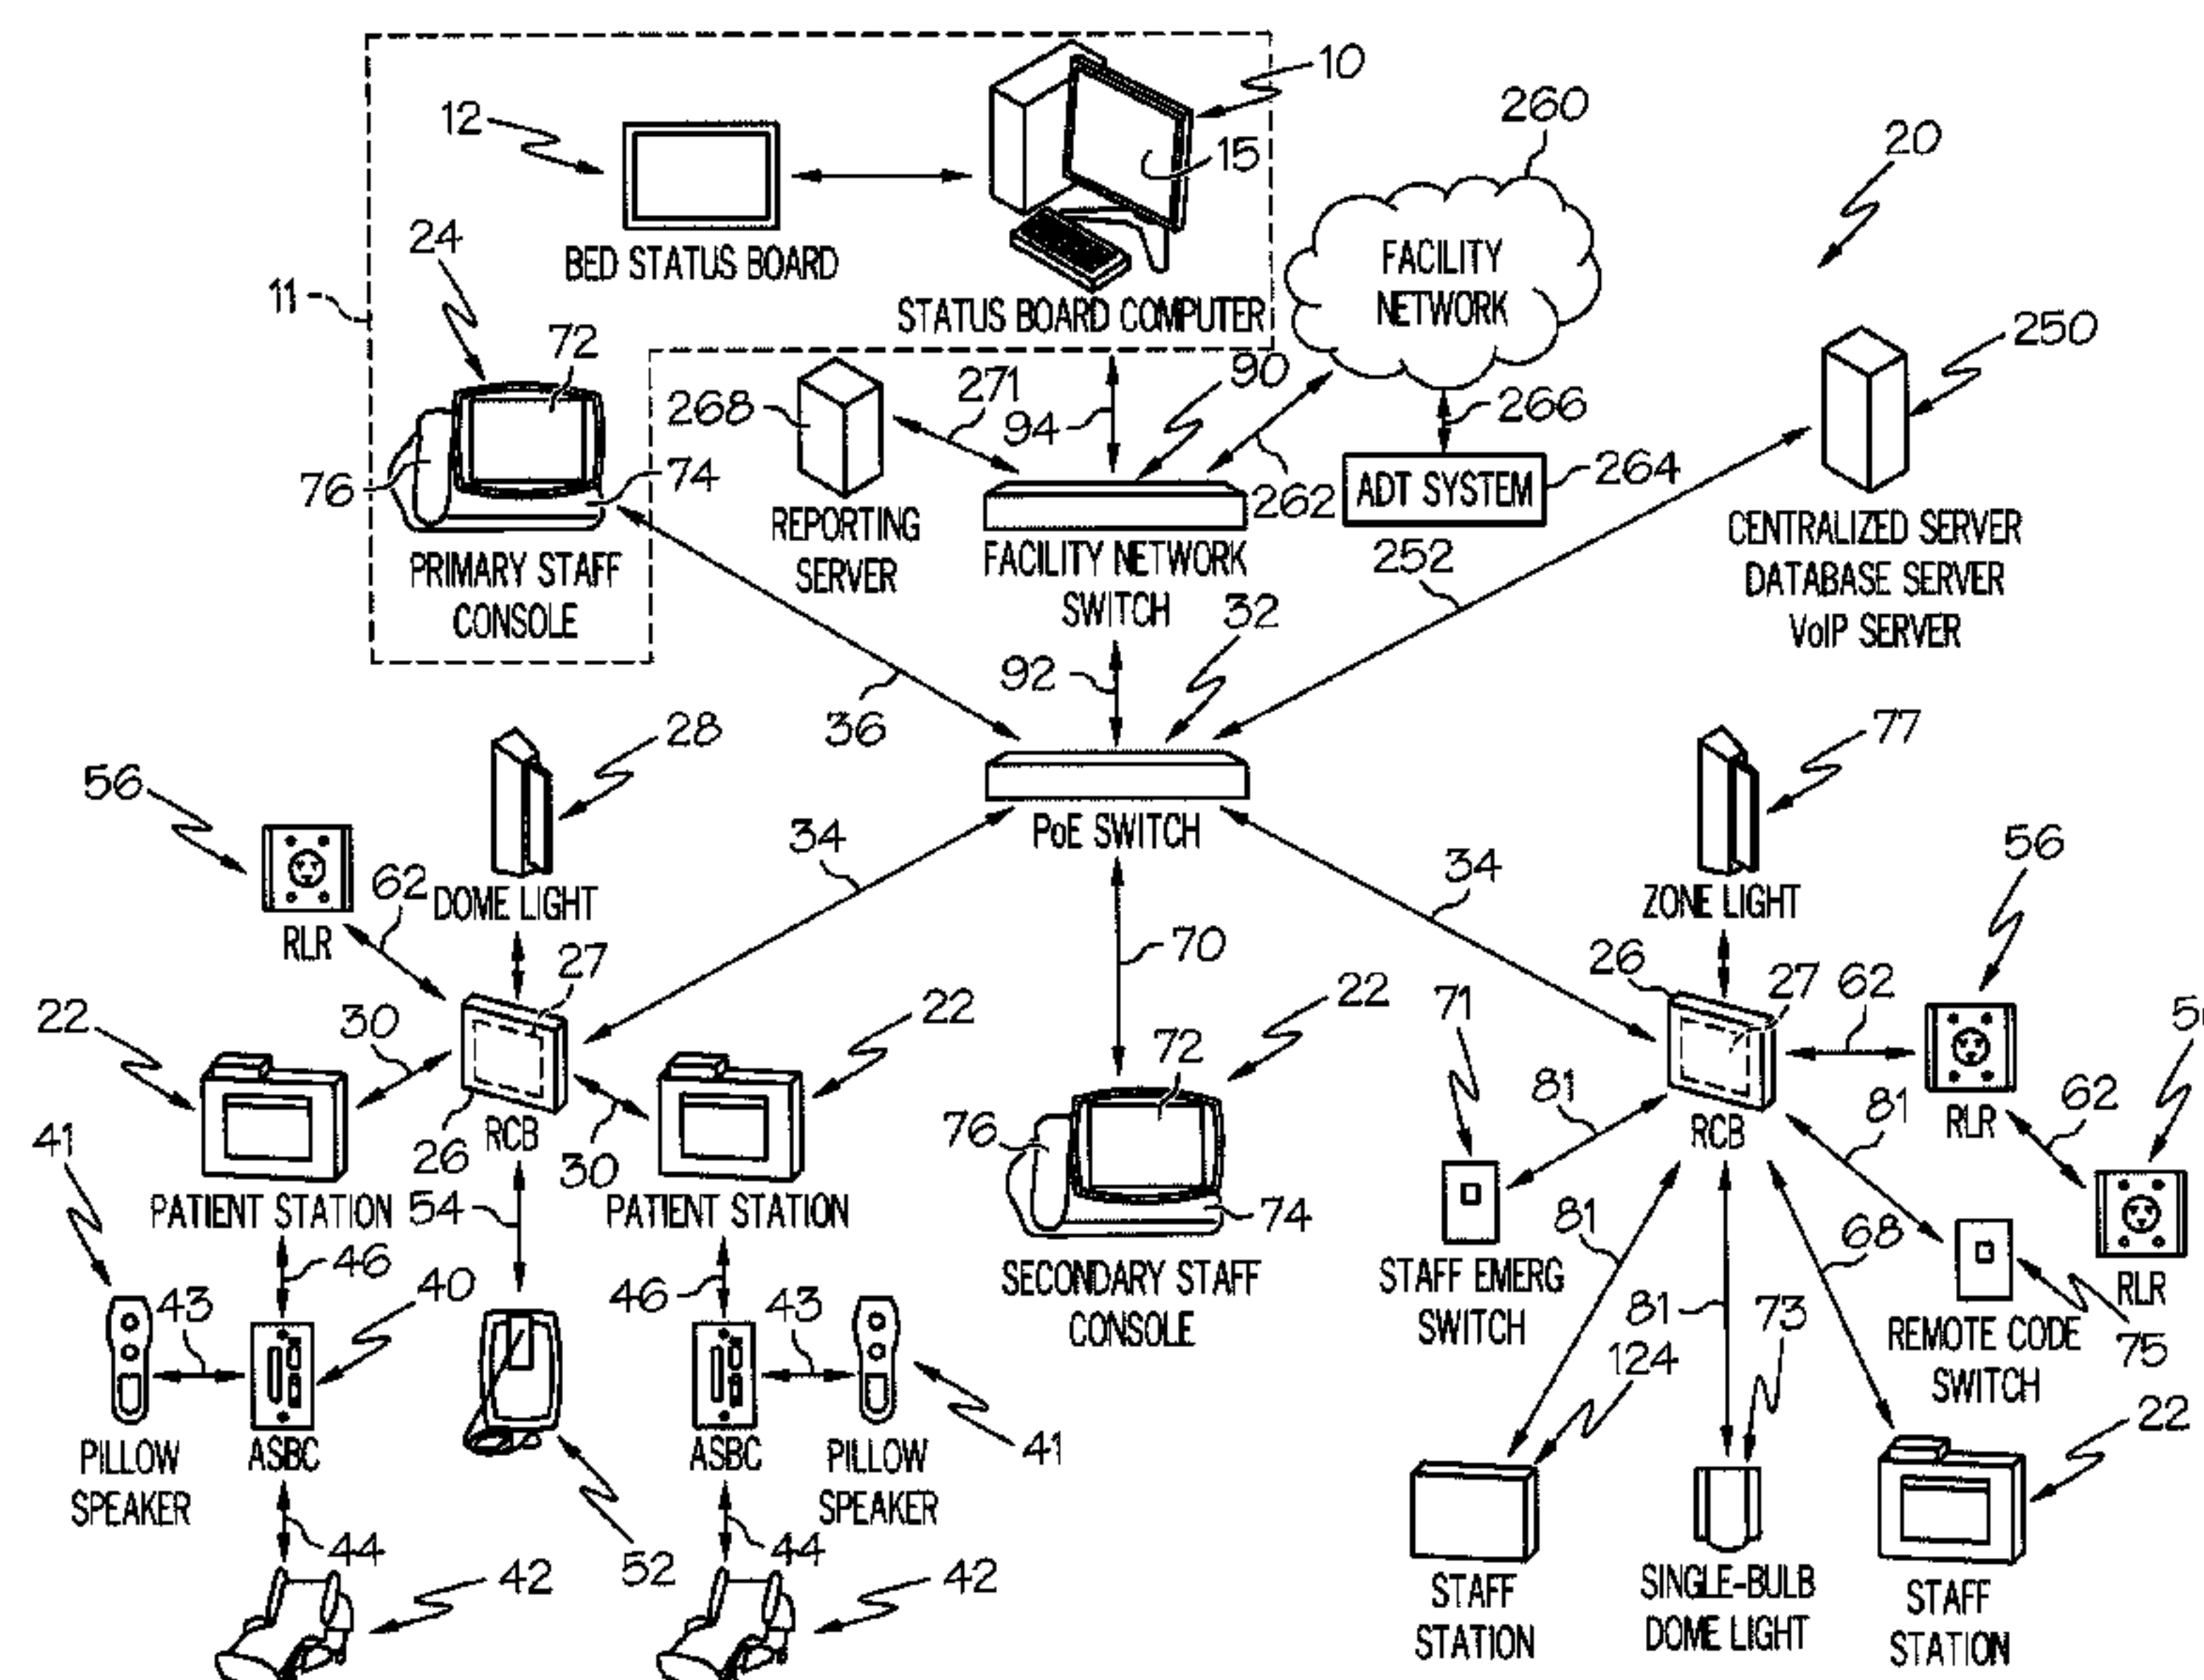 10
12
15
260
20
BED STATUS BOARD
24
11
STATUS BOARD COMPUTER
FACILITY
NETWORK
250
72
268
271
94
90
266
76
74
262
ADT SYSTEM
264
REPORTING
SERVER
FACILITY NETWORK
SWITCH
252
CENTRALIZED SERVER
DATABASE SERVER
VoIP SERVER
PRIMARY STAFF
CONSOLE
32
92
36
28
77
56
PoE SWITCH
34
34
56
62
DOME LIGHT
ZONE LIGHT
RLR
27
70
26
27
62
22
30
22
22
71
72
81
81
62
RLR
41
26
RCB
30
76
RCB
PATIENT STATION
54
PATIENT STATION
74
81
68
46
40
46
SECONDARY STAFF
CONSOLE
STAFF EMERG
SWITCH
81
73
REMOTE CODE
SWITCH
75
RLR
43
43
124
22
PILLOW
SPEAKER
ASBC
ASBC
PILLOW
SPEAKER
41
44
52
44
42
42
STAFF
STATION
SINGLE-BULB
DOME LIGHT
STAFF
STATION